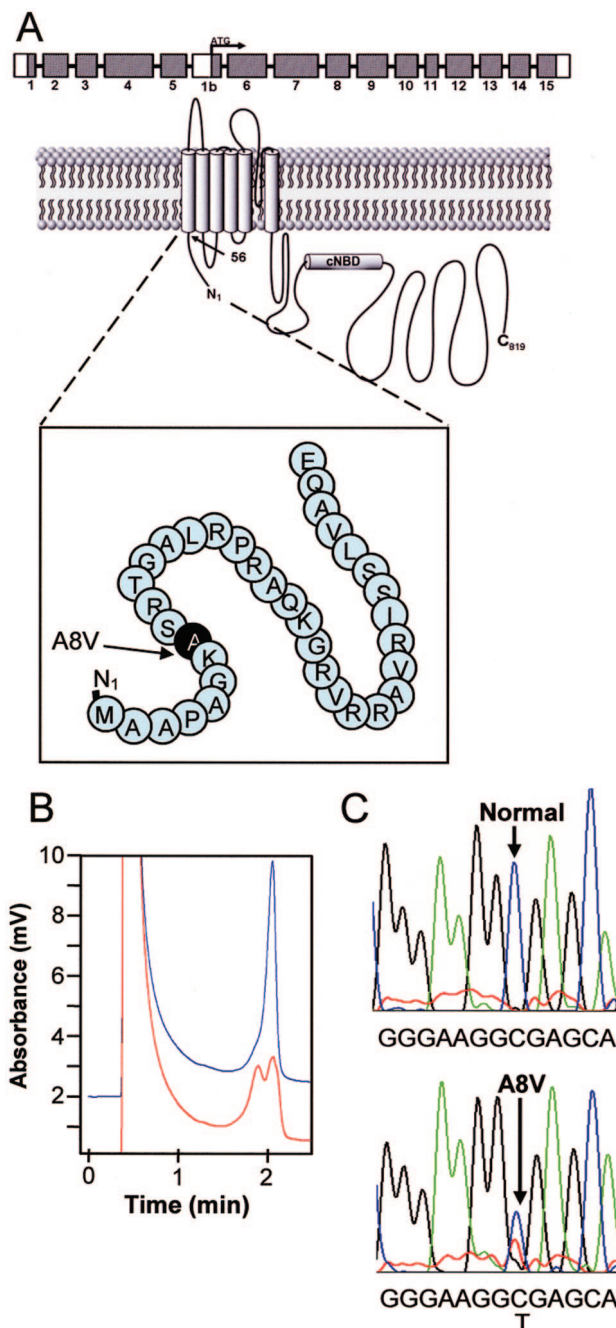 A
ATG
1 2 3 4 5 1b 6 7 8 9 10 11 12 13 14 15
56
N1
cNBD
C819
A8V
N1
M A A P A G K A S R T G A L R P R A Q K G R V R R A V R I S S L V A Q E
B
Absorbance (mV)
10
8
6
4
2
0 1 2
Time (min)
C
Normal
GGGAAGGCGAGCA
A8V
GGGAAGGCGAGCA
T